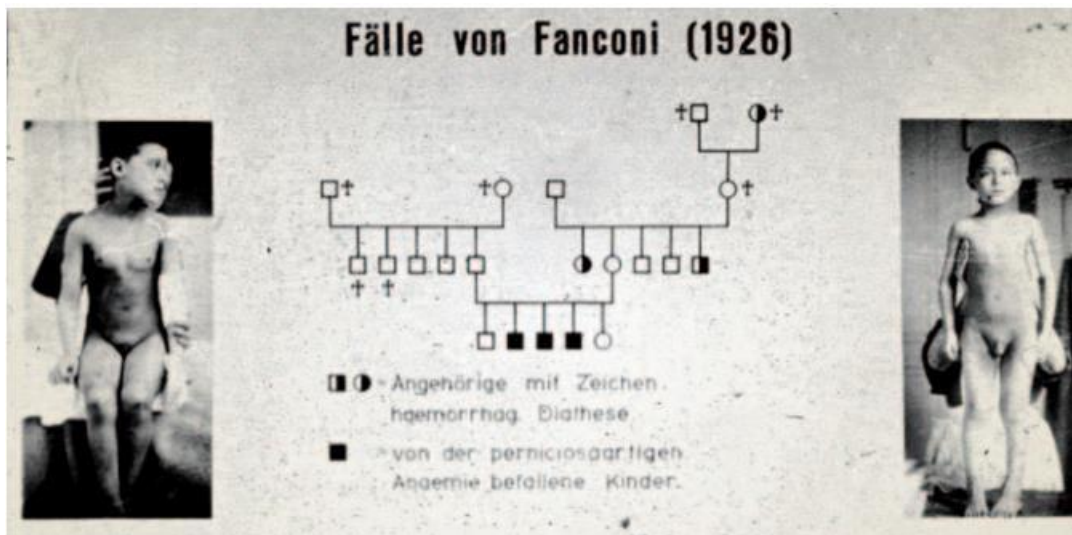 Fälle von Fanconi (1926)
= Angehörige mit Zeichen
haemorrhag. Diathese
= von der perniciosaartigen
Anaemie befallene Kinder.